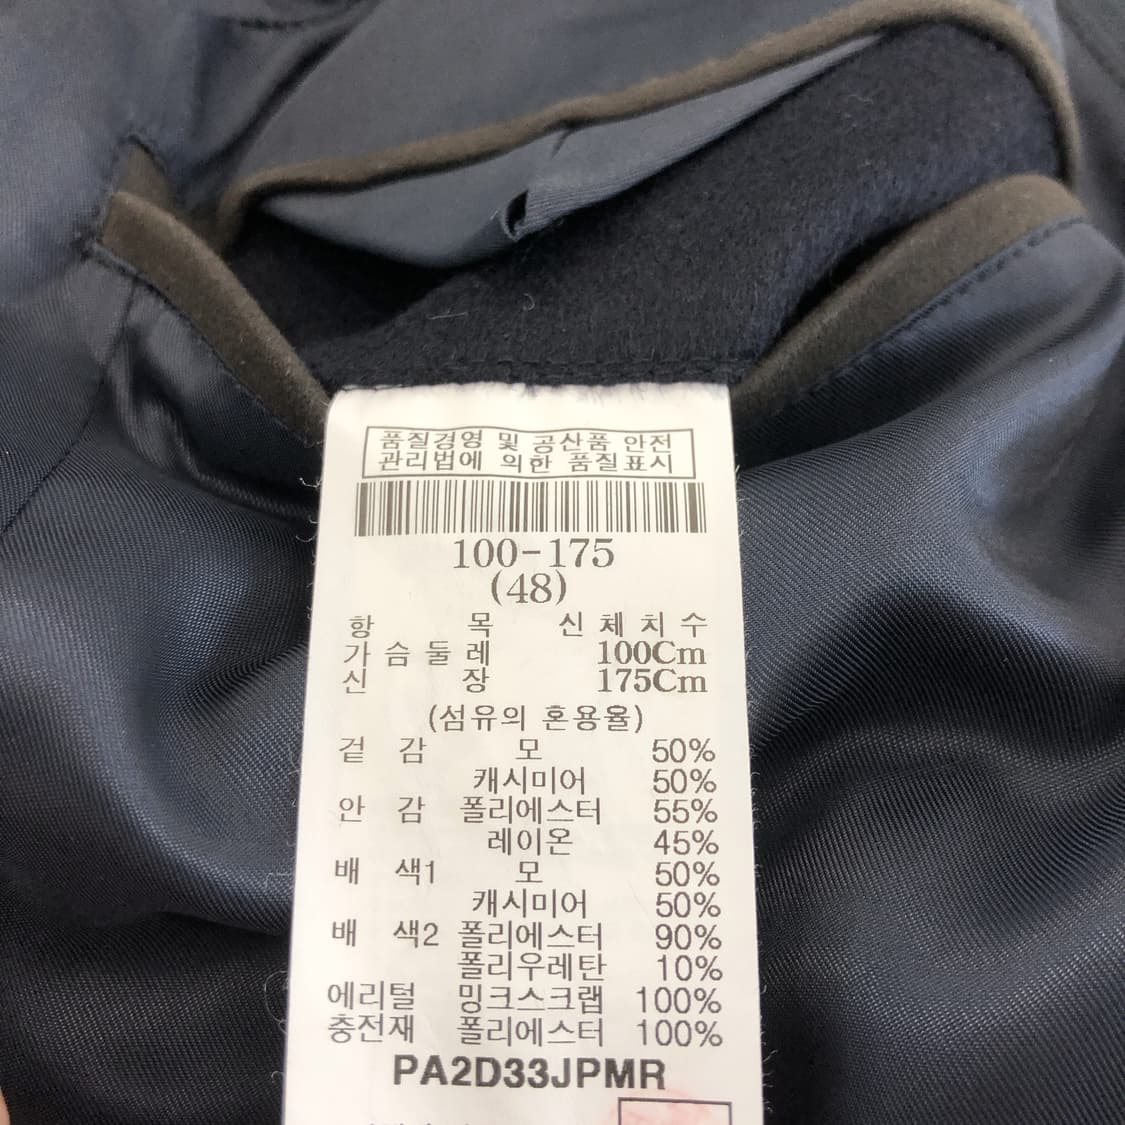 품질경영 및 공산품 안전
관리법에 의한 품질표시
100-175
(48)
항 목 신체치수
가슴둘레 100Cm
신 장 175Cm
(섬유의 혼용율)
겉 감 모 50%
캐시미어 50%
안 감 폴리에스터 55%
레이온 45%
배 색1 모 50%
캐시미어 50%
배 색2 폴리에스터 90%
폴리우레탄 10%
에리털 밍크스크랩 100%
충전재 폴리에스터 100%
PA2D33JPMR